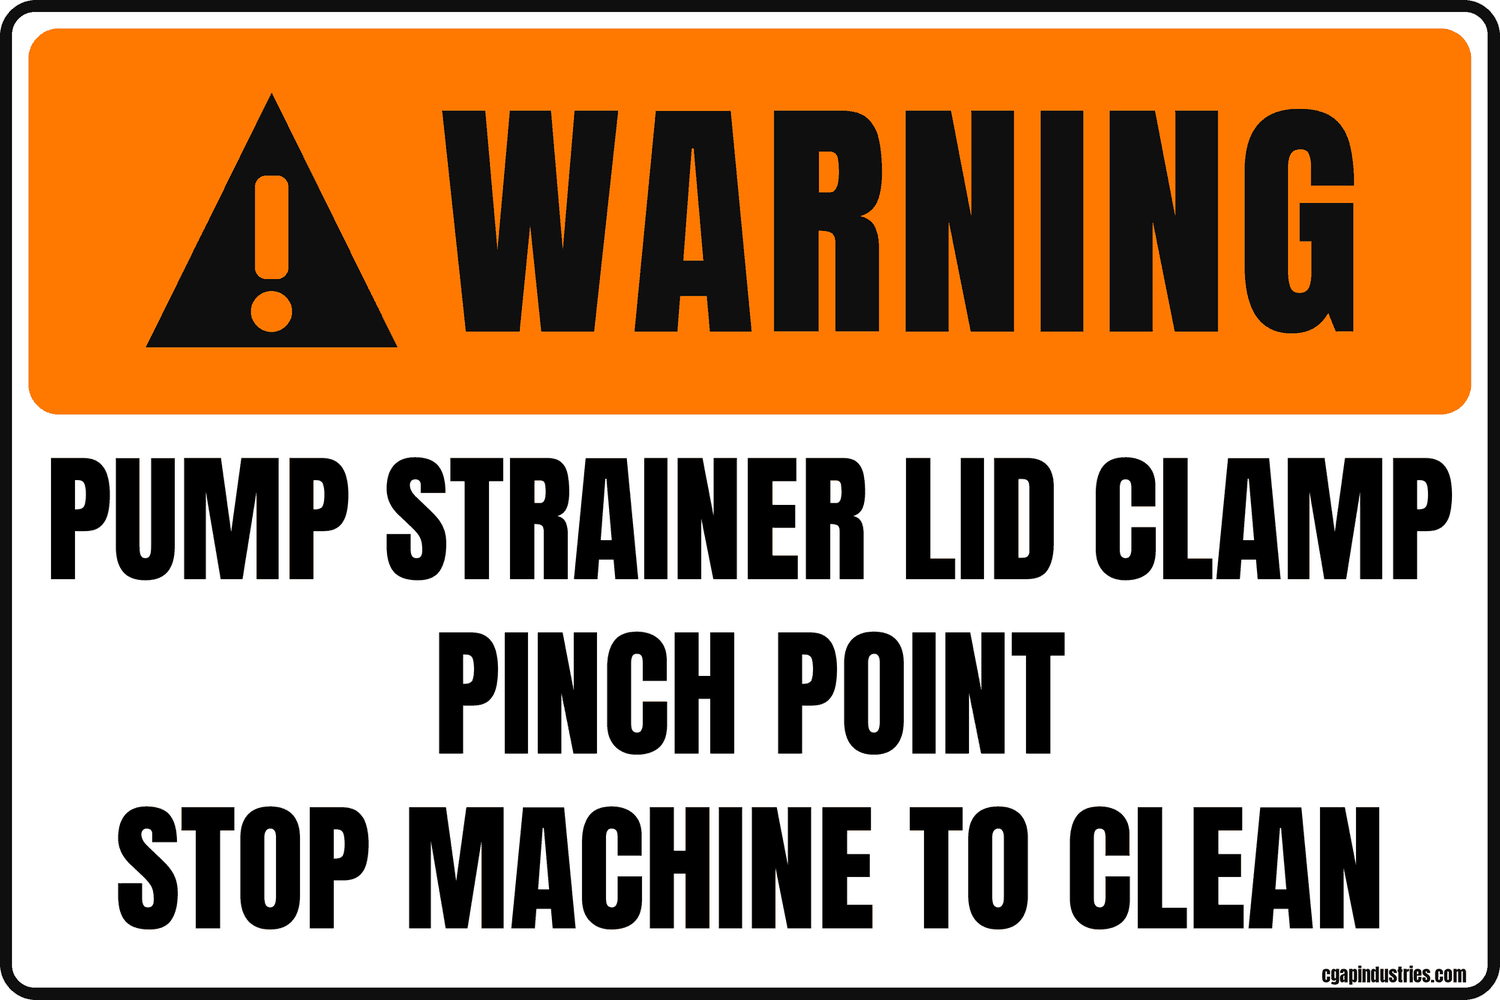 WARNING
PUMP STRAINER LID CLAMP
PINCH POINT
STOP MACHINE TO CLEAN
cgapindustries.com